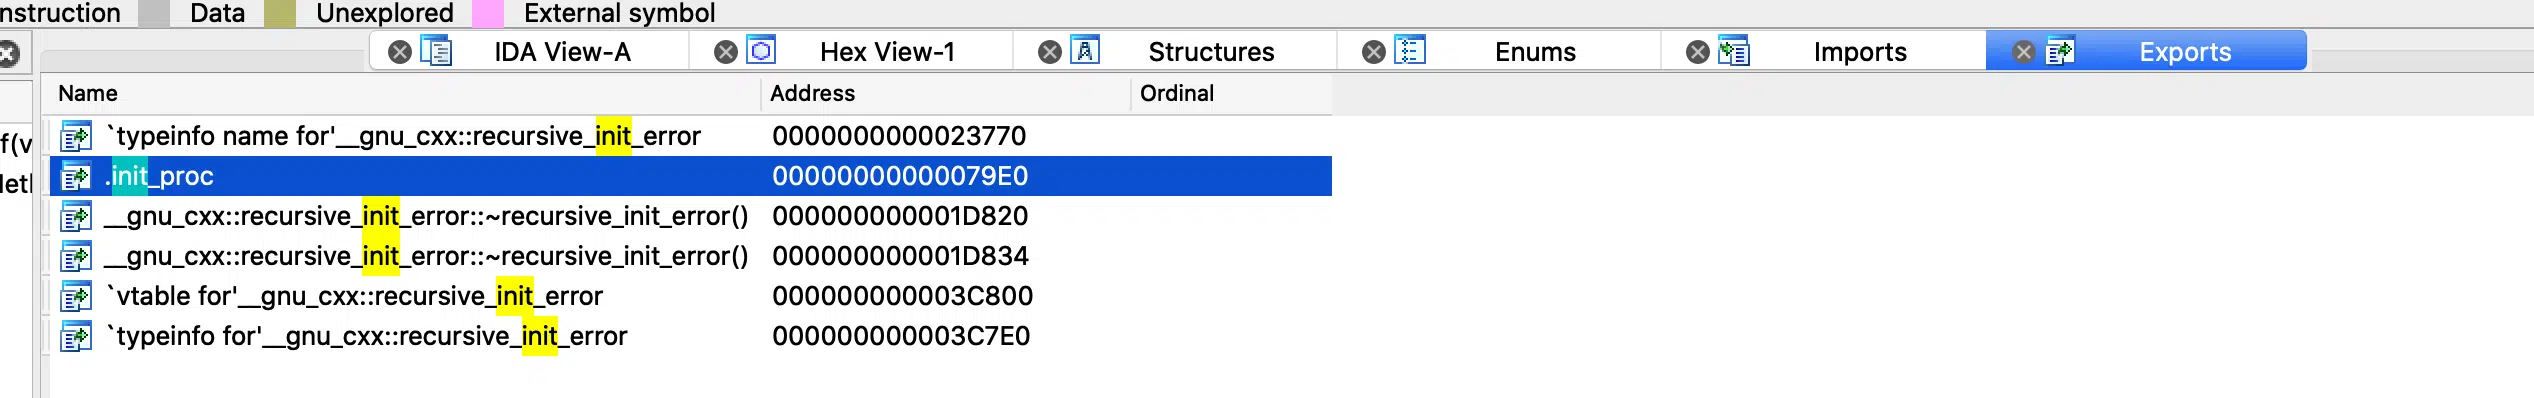 nstruction Data Unexplored External symbol
IDA View-A Hex View-1 Structures Enums Imports Exports
Name Address Ordinal
`typeinfo name for'__gnu_cxx::recursive_init_error 0000000000023770
.init_proc 00000000000079E0
__gnu_cxx::recursive_init_error::~recursive_init_error() 000000000001D820
__gnu_cxx::recursive_init_error::~recursive_init_error() 000000000001D834
`vtable for'__gnu_cxx::recursive_init_error 000000000003C800
`typeinfo for'__gnu_cxx::recursive_init_error 000000000003C7E0
f(v